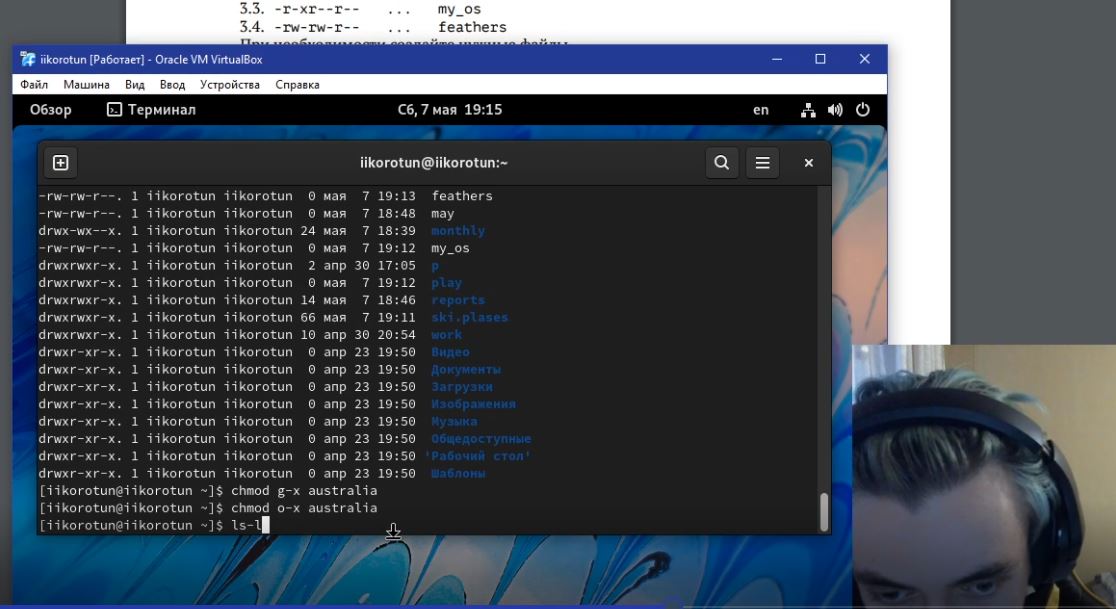 3.3. -r-xr--r-- ... my_os
3.4. -rw-rw-r-- ... feathers
При необходимости создайте нужные файлы.
iikorotun [Работает] - Oracle VM VirtualBox
Файл Машина Вид Ввод Устройства Справка
Обзор Терминал Сб, 7 мая 19:15 en
iikorotun@iikorotun:~
-rw-rw-r--. 1 iikorotun iikorotun 0 мая 7 19:13 feathers
-rw-rw-r--. 1 iikorotun iikorotun 0 мая 7 18:48 may
drwx-wx--x. 1 iikorotun iikorotun 24 мая 7 18:39 monthly
-rw-rw-r--. 1 iikorotun iikorotun 0 мая 7 19:12 my_os
drwxrwxr-x. 1 iikorotun iikorotun 2 апр 30 17:05 p
drwxrwxr-x. 1 iikorotun iikorotun 0 мая 7 19:12 play
drwxrwxr-x. 1 iikorotun iikorotun 14 мая 7 18:46 reports
drwxrwxr-x. 1 iikorotun iikorotun 66 мая 7 19:11 ski.plases
drwxrwxr-x. 1 iikorotun iikorotun 10 апр 30 20:54 work
drwxr-xr-x. 1 iikorotun iikorotun 0 апр 23 19:50 Видео
drwxr-xr-x. 1 iikorotun iikorotun 0 апр 23 19:50 Документы
drwxr-xr-x. 1 iikorotun iikorotun 0 апр 23 19:50 Загрузки
drwxr-xr-x. 1 iikorotun iikorotun 0 апр 23 19:50 Изображения
drwxr-xr-x. 1 iikorotun iikorotun 0 апр 23 19:50 Музыка
drwxr-xr-x. 1 iikorotun iikorotun 0 апр 23 19:50 Общедоступные
drwxr-xr-x. 1 iikorotun iikorotun 0 апр 23 19:50 'Рабочий стол'
drwxr-xr-x. 1 iikorotun iikorotun 0 апр 23 19:50 Шаблоны
[iikorotun@iikorotun ~]$ chmod g-x australia
[iikorotun@iikorotun ~]$ chmod o-x australia
[iikorotun@iikorotun ~]$ ls-l